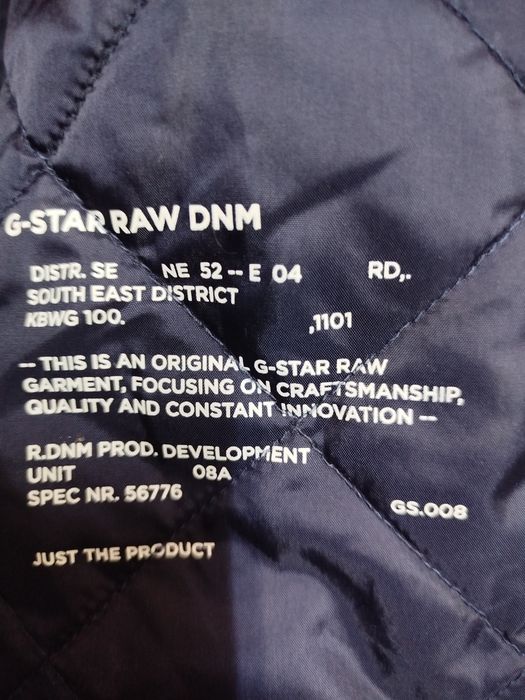 G-STAR RAW DNM
DISTR. SE NE 52 -- E 04 RD,.
SOUTH EAST DISTRICT
KBWG 100. ,1101
-- THIS IS AN ORIGINAL G-STAR RAW
GARMENT, FOCUSING ON CRAFTSMANSHIP,
QUALITY AND CONSTANT INNOVATION --
R.DNM PROD. DEVELOPMENT
UNIT 08A
SPEC NR. 56776 GS.008
JUST THE PRODUCT